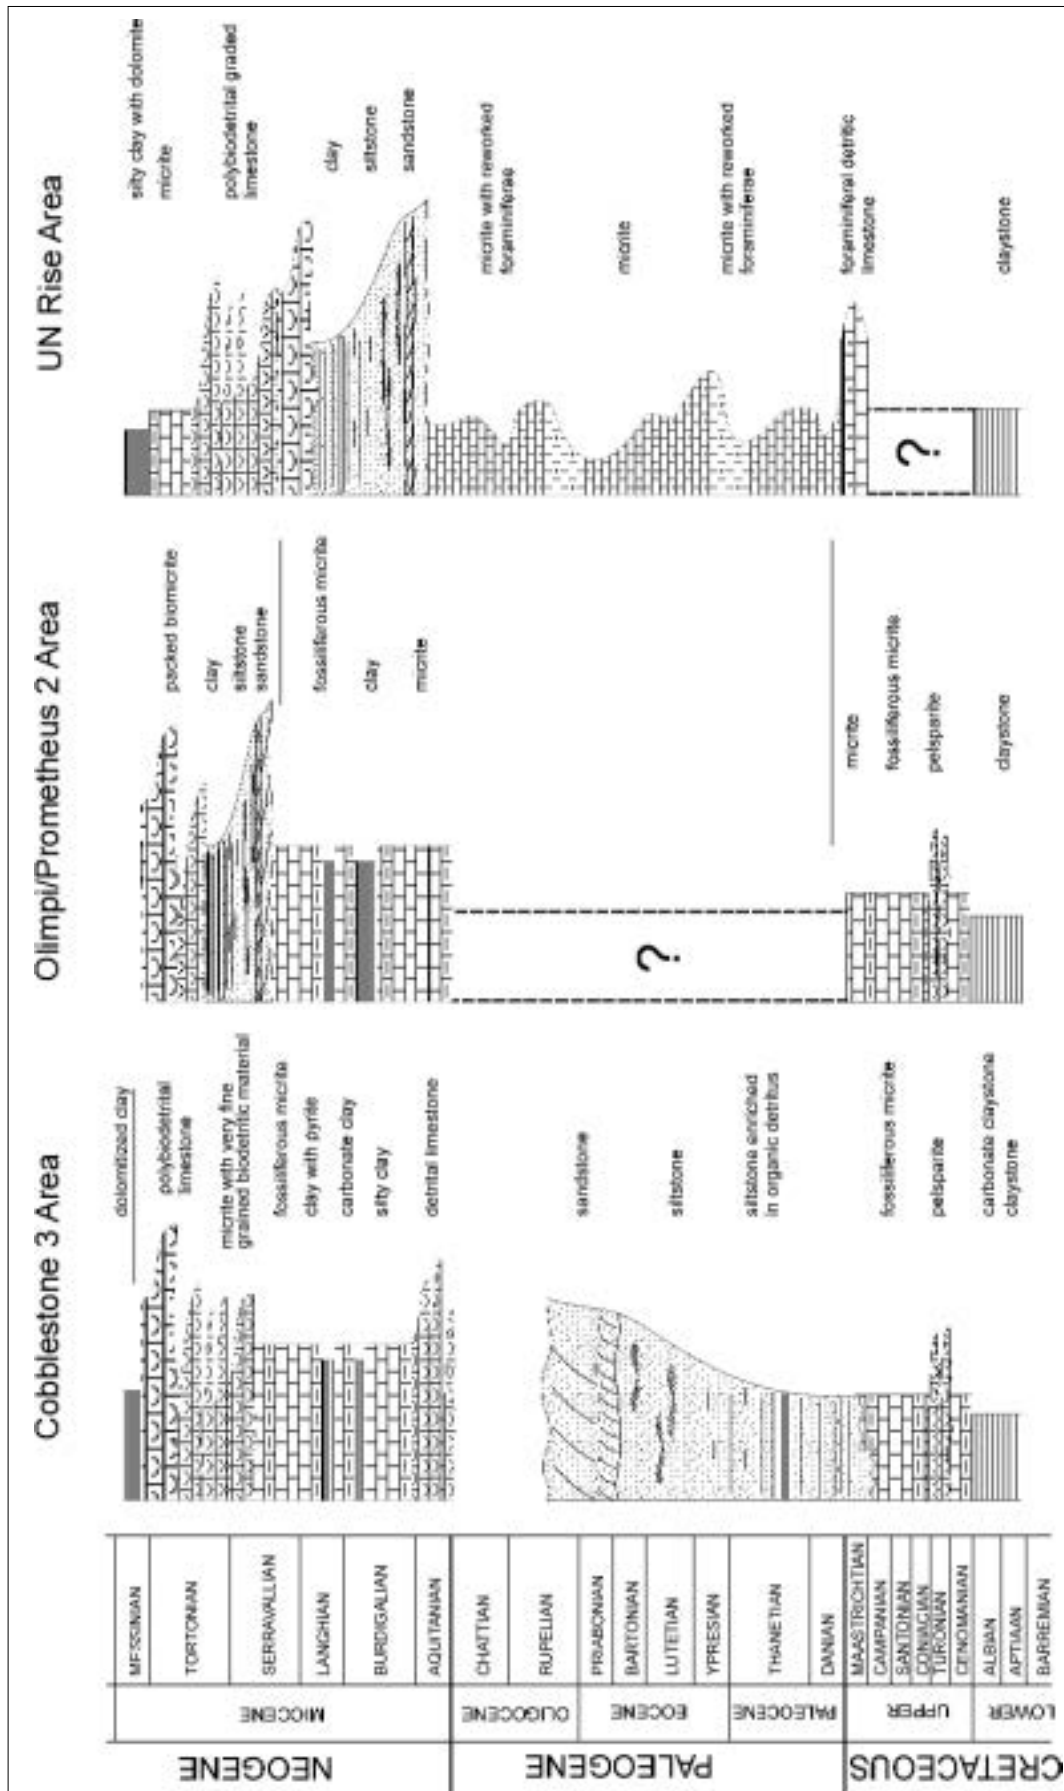 Cobblestone 3 Area
Olimpi/Prometheus 2 Area
UN Rise Area
NEOGENE
PALEOGENE
CRETACEOUS
MIOCENE
OLIGOCENE
EOCENE
PALEOCENE
UPPER
LOWER
MESSINIAN
TORTONIAN
SERRAVALLIAN
LANGHIAN
BURDIGALIAN
AQUITANIAN
CHATTIAN
RUPELIAN
PRIABONIAN
BARTONIAN
LUTETIAN
YPRESIAN
THANETIAN
DANIAN
MAASTRICHTIAN
CAMPANIAN
SANTONIAN
CONIACIAN
TURONIAN
CENOMANIAN
ALBIAN
APTIAAN
BARREMIAN
dolomitized clay
polybiodetrital
limestone
micrite with very fine
grained biodetritic material
fossiliferous micrite
clay with pyrite
carbonate clay
silty clay
detrital limestone
sandstone
siltstone
siltstone enriched
in organic detritus
fossiliferous micrite
pelsparite
carbonate claystone
claystone
packed biomicrite
clay
siltstone
sandstone
fossiliferous micrite
clay
micrite
?
micrite
fossiliferous micrite
pelsparite
claystone
silty clay with dolomite
micrite
polybiodetrital graded
limestone
clay
siltstone
sandstone
micrite with reworked
foraminiferae
micrite
micrite with reworked
foraminiferae
foraminiferal detritic
limestone
?
claystone